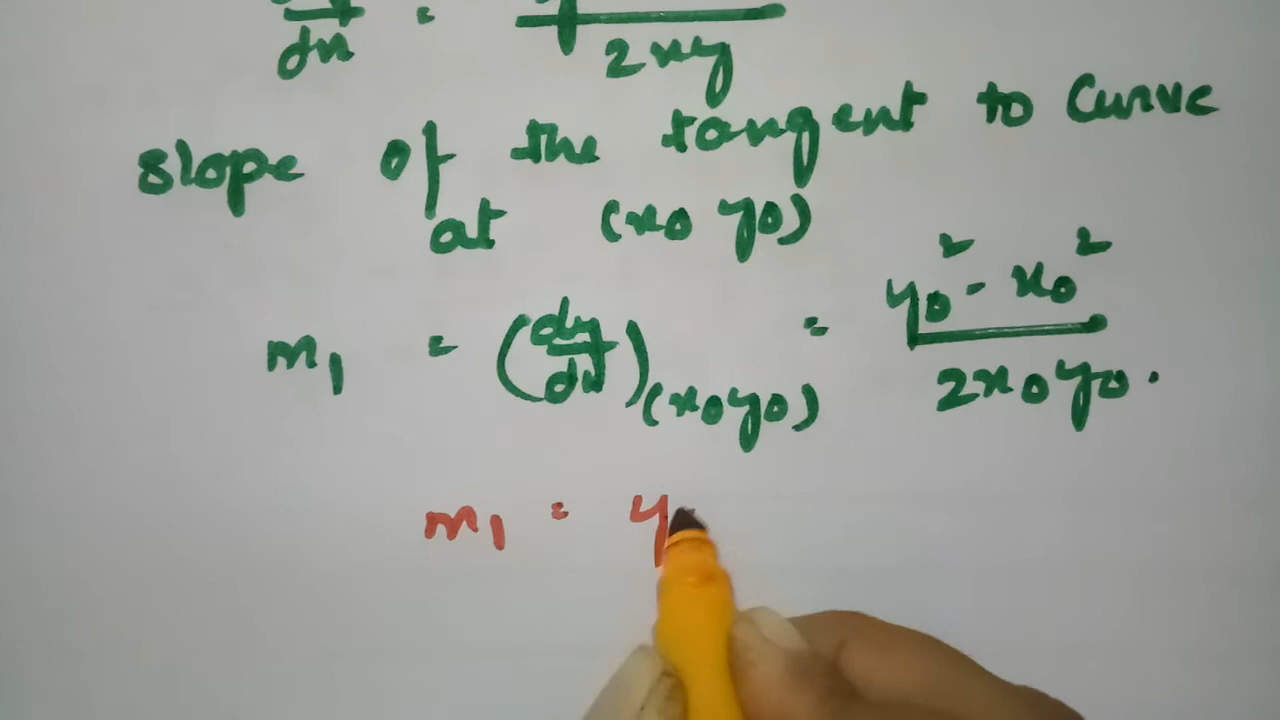 dx = 2xy
slope of the tangent to Curve
at (x0 y0)
m1 = (dy/dx)(x0y0) = y0² - x0² / 2x0y0.
m1 = y